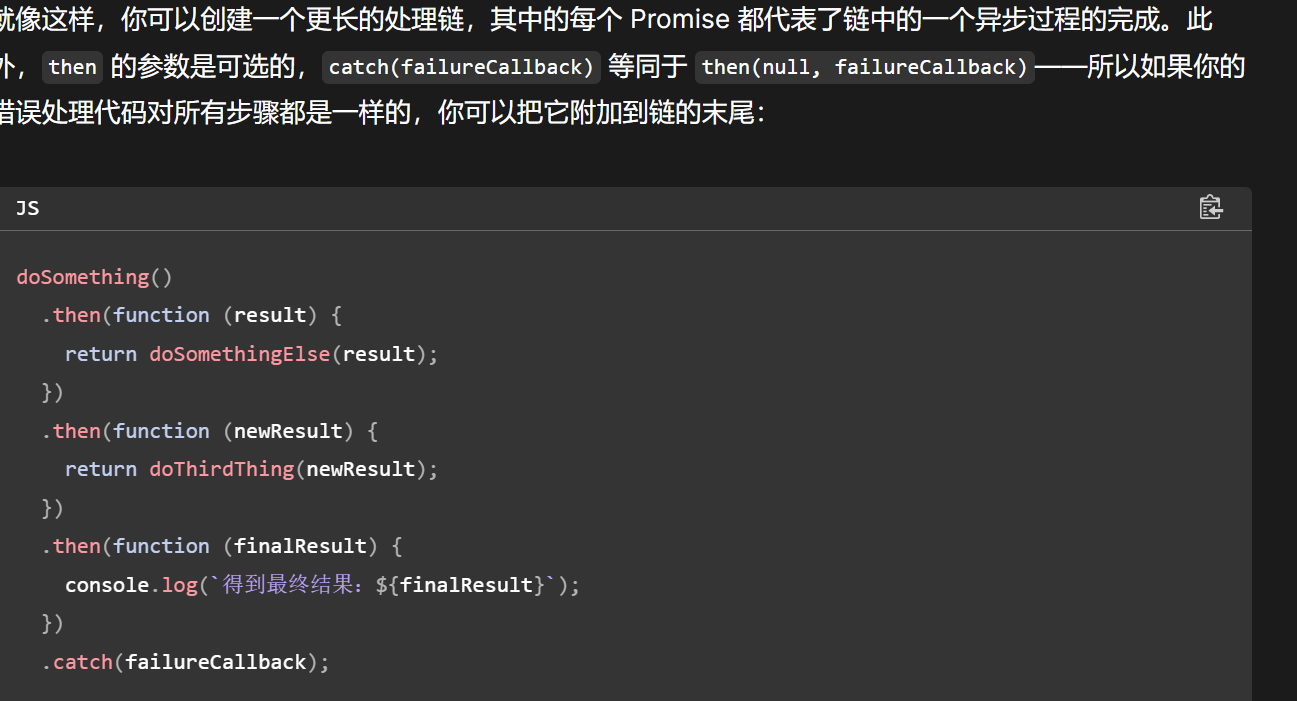 就像这样，你可以创建一个更长的处理链，其中的每个 Promise 都代表了链中的一个异步过程的完成。此
外，then 的参数是可选的，catch(failureCallback) 等同于 then(null, failureCallback)——所以如果你的
错误处理代码对所有步骤都是一样的，你可以把它附加到链的末尾：
JS
doSomething()
  .then(function (result) {
    return doSomethingElse(result);
  })
  .then(function (newResult) {
    return doThirdThing(newResult);
  })
  .then(function (finalResult) {
    console.log(`得到最终结果：${finalResult}`);
  })
  .catch(failureCallback);